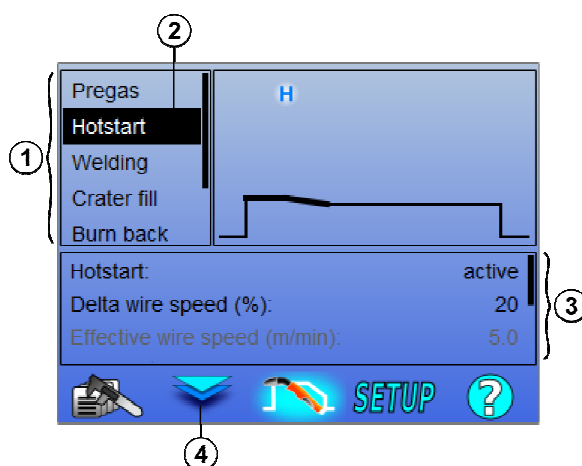 2
Pregas
H
Hotstart
1
Welding
Crater fill
Burn back
Hotstart: active
Delta wire speed (%): 20
3
Effective wire speed (m/min): 5.0
SETUP ?
4